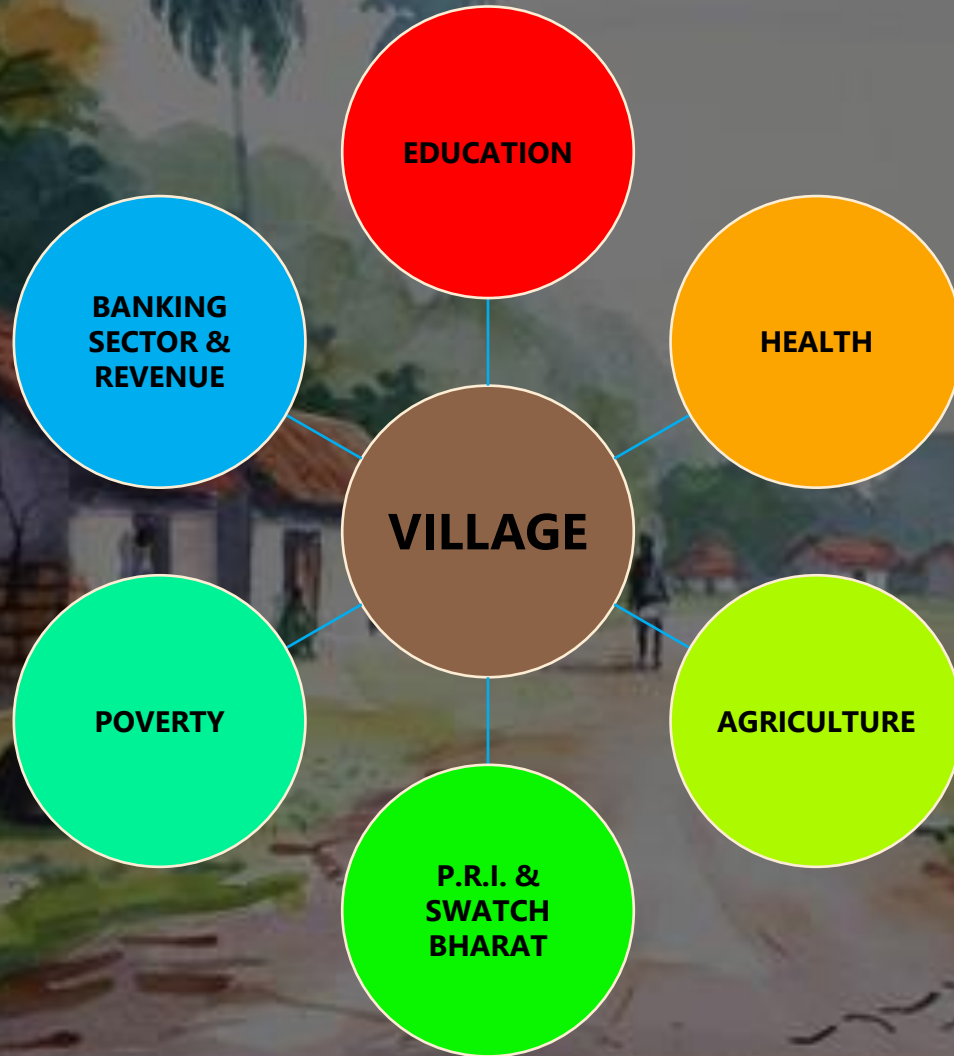 EDUCATION
BANKING
SECTOR &
REVENUE
HEALTH
VILLAGE
POVERTY
AGRICULTURE
P.R.I. &
SWATCH
BHARAT